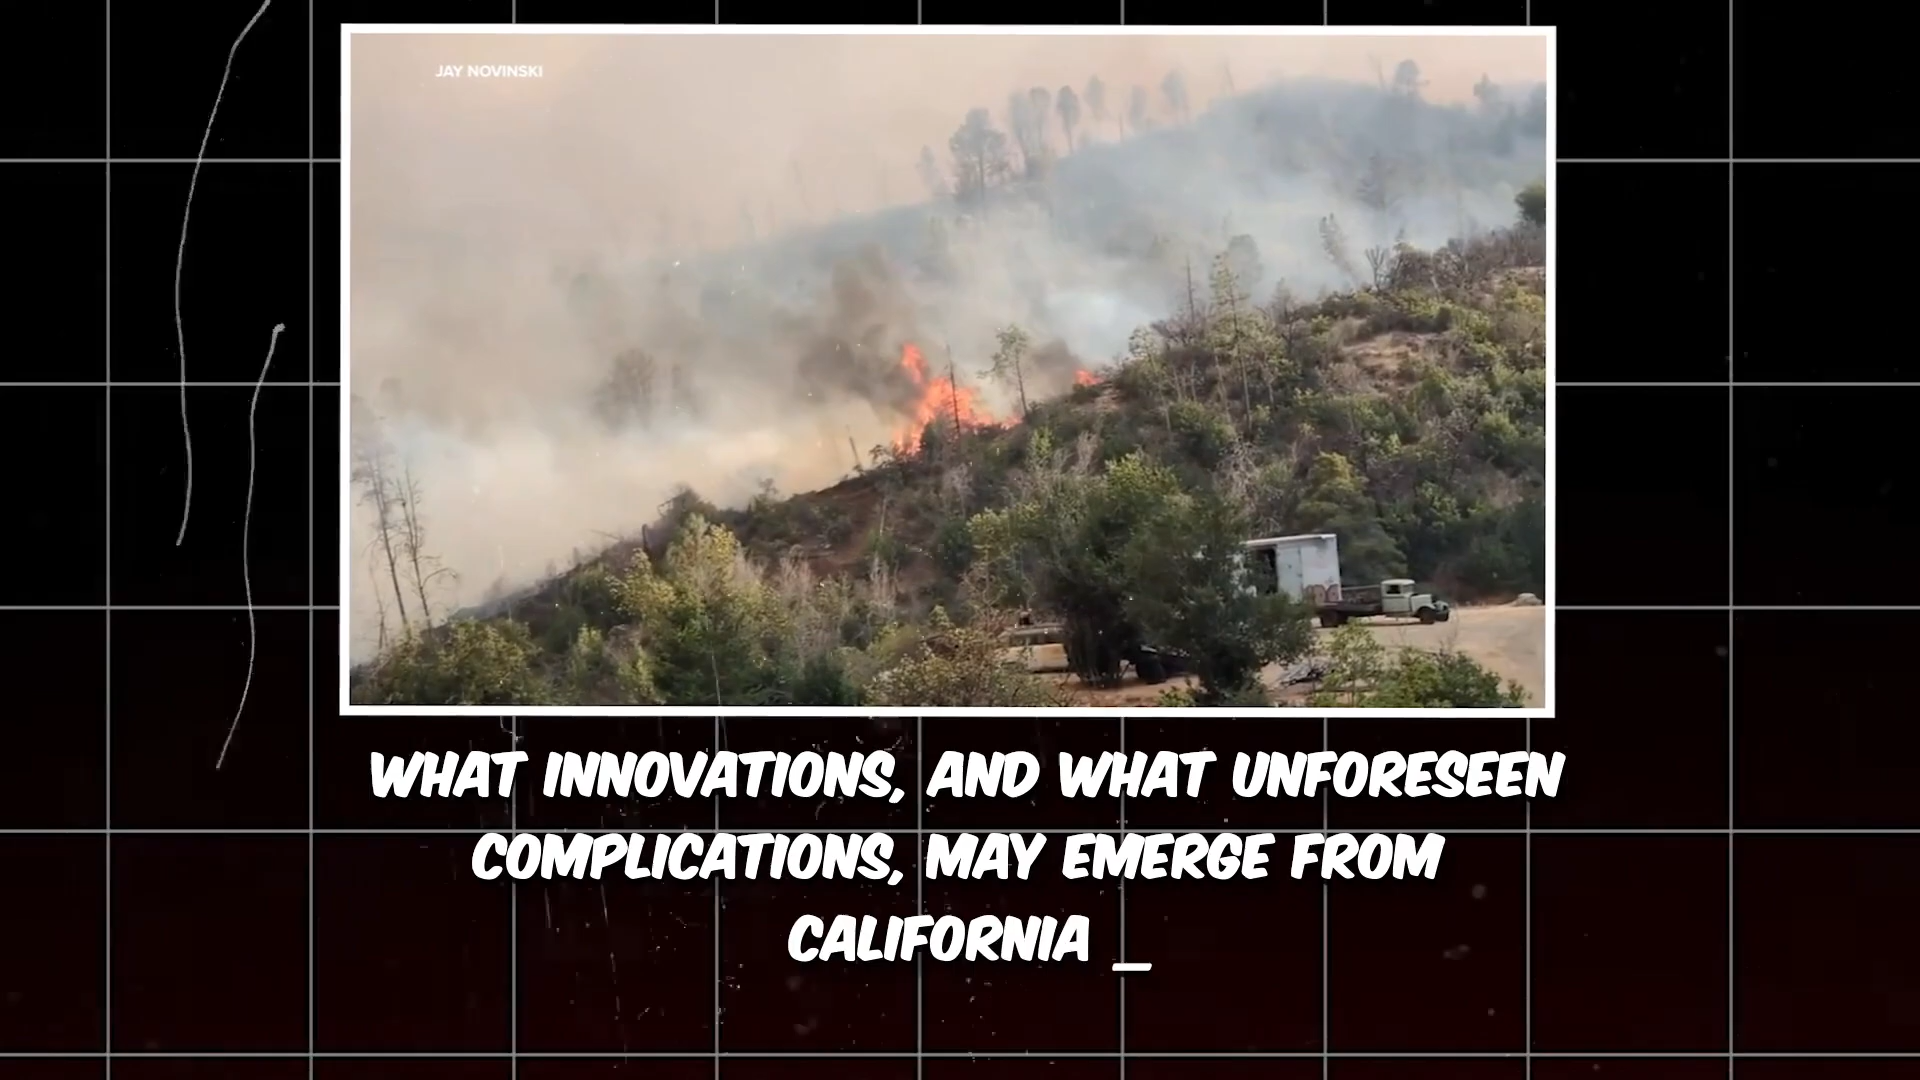 JAY NOVINSKI
WHAT INNOVATIONS, AND WHAT UNFORESEEN
COMPLICATIONS, MAY EMERGE FROM
CALIFORNIA _